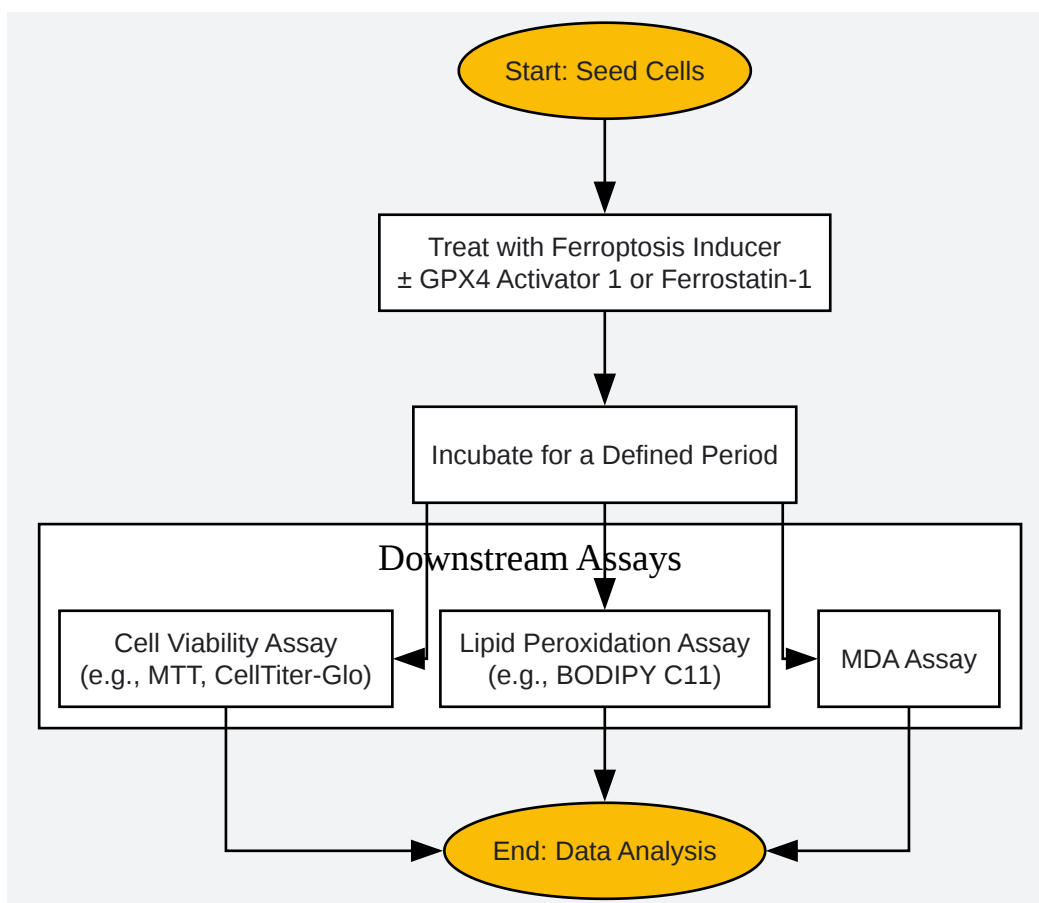 Start: Seed Cells
Treat with Ferroptosis Inducer
± GPX4 Activator 1 or Ferrostatin-1
Incubate for a Defined Period
Downstream Assays
Cell Viability Assay
(e.g., MTT, CellTiter-Glo)
Lipid Peroxidation Assay
(e.g., BODIPY C11)
MDA Assay
End: Data Analysis